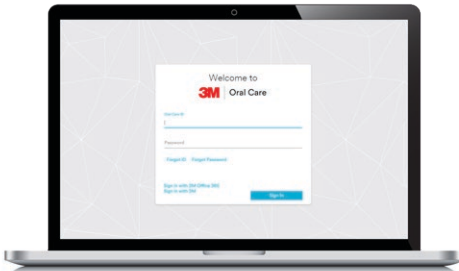 Welcome to
3M Oral Care
Username ID
Password
Forgot ID Forgot Password
Sign in with 3M Office 365
Sign in with 3M
Sign In